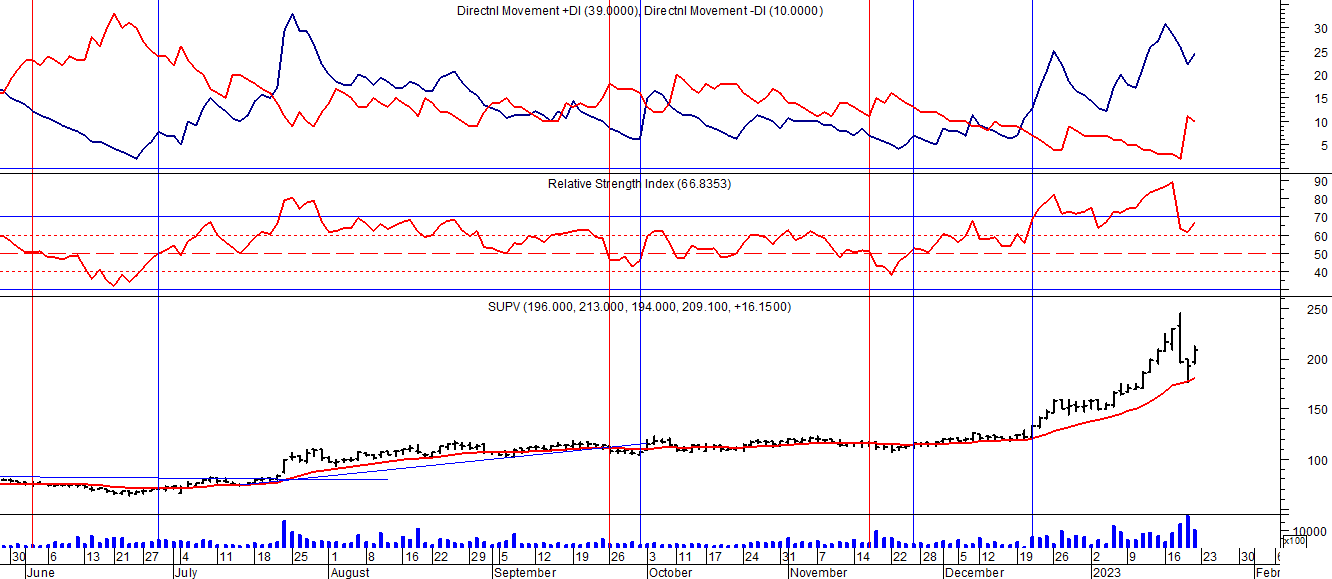 Directnl Movement +DI (39.0000), Directnl Movement -DI (10.0000)
30
25
20
15
10
5
Relative Strength Index (66.8353)
90
80
70
60
50
40
SUPV (196.000, 213.000, 194.000, 209.100, +16.1500)
250
200
150
100
10000
x100
30 6 13 21 27 4 11 18 25 1 8 16 22 29 5 12 19 26 3 11 17 24 31 7 14 22 28 5 12 19 26 2 9 16 23 30
June July August September October November December 2023 Febr